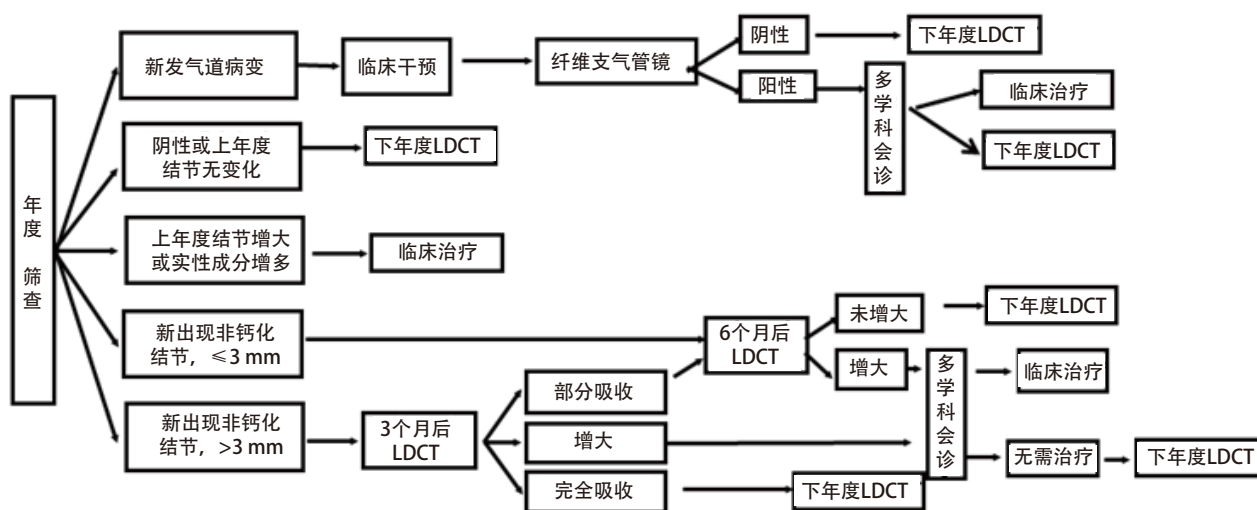 年度筛查
新发气道病变
临床干预
纤维支气管镜
阴性
下年度LDCT
阳性
多学科会诊
临床治疗
下年度LDCT
阴性或上年度
结节无变化
下年度LDCT
上年度结节增大
或实性成分增多
临床治疗
新出现非钙化
结节，≤3 mm
6个月后
LDCT
未增大
下年度LDCT
增大
多学科会诊
临床治疗
无需治疗
下年度LDCT
新出现非钙化
结节，>3 mm
3个月后
LDCT
部分吸收
增大
完全吸收
下年度LDCT